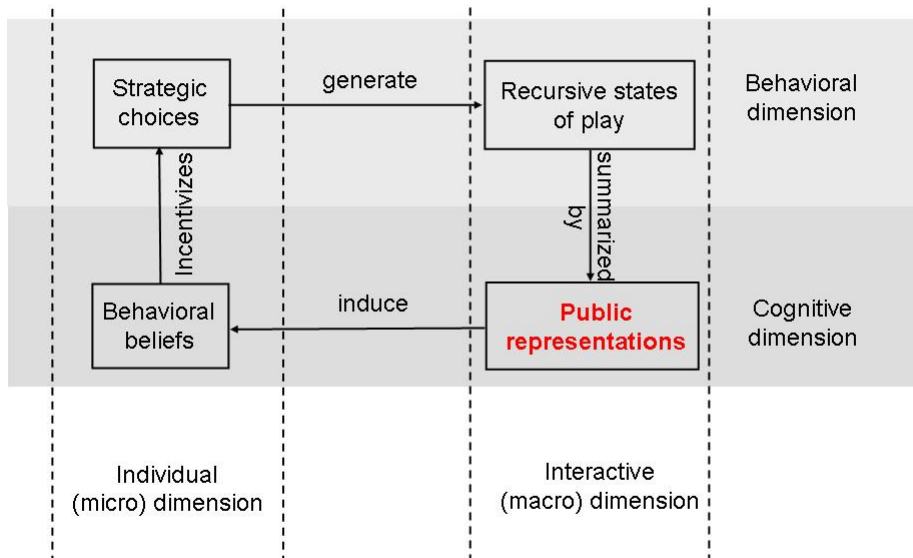 Strategic
choices
generate
Recursive states
of play
Behavioral
dimension
Incentivizes
summarized
by
Behavioral
beliefs
induce
Public
representations
Cognitive
dimension
Individual
(micro) dimension
Interactive
(macro) dimension